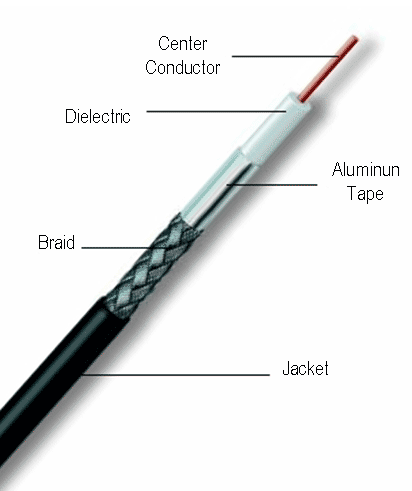 Center
Conductor
Dielectric
Aluminun
Tape
Braid
Jacket